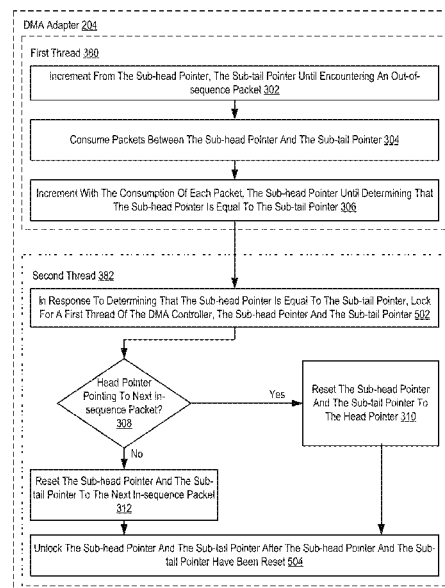 DMA Adapter 204
First Thread 380
Increment From The Sub-head Pointer, The Sub-tail Pointer Until Encountering An Out-of-
sequence Packet 302
Consume Packets Between The Sub-head Pointer And The Sub-tail Pointer 304
Increment With The Consumption Of Each Packet, The Sub-head Pointer Until Determining That
The Sub-head Pointer Is Equal To The Sub-tail Pointer 306
Second Thread 382
In Response To Determining That The Sub-head Pointer Is Equal To The Sub-tail Pointer, Lock
For A First Thread Of The DMA Controller, The Sub-head Pointer And The Sub-tail Pointer 502
Head Pointer
Pointing To Next In-
sequence Packet?
308
Yes
Reset The Sub-head Pointer
And The Sub-tail Pointer To
The Head Pointer 310
No
Reset The Sub-head Pointer And The Sub-
tail Pointer To The Next In-sequence Packet
312
Unlock The Sub-head Pointer And The Sub-tail Pointer After The Sub-head Pointer And The Sub-
tail Pointer Have Been Reset 504